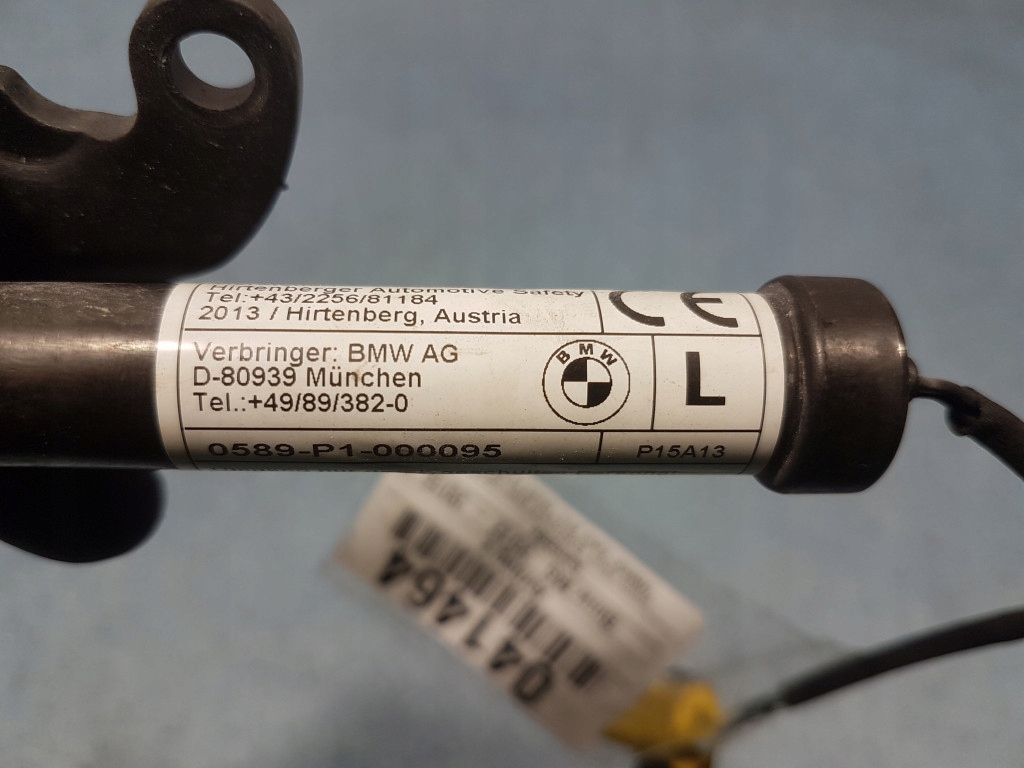 Hirtenberger Automotive Safety
Tel:+43/2256/81184
2013 / Hirtenberg, Austria
CE
Verbringer: BMW AG
D-80939 München
Tel.:+49/89/382-0
BMW
L
0589-P1-000095
P15A13
0411464